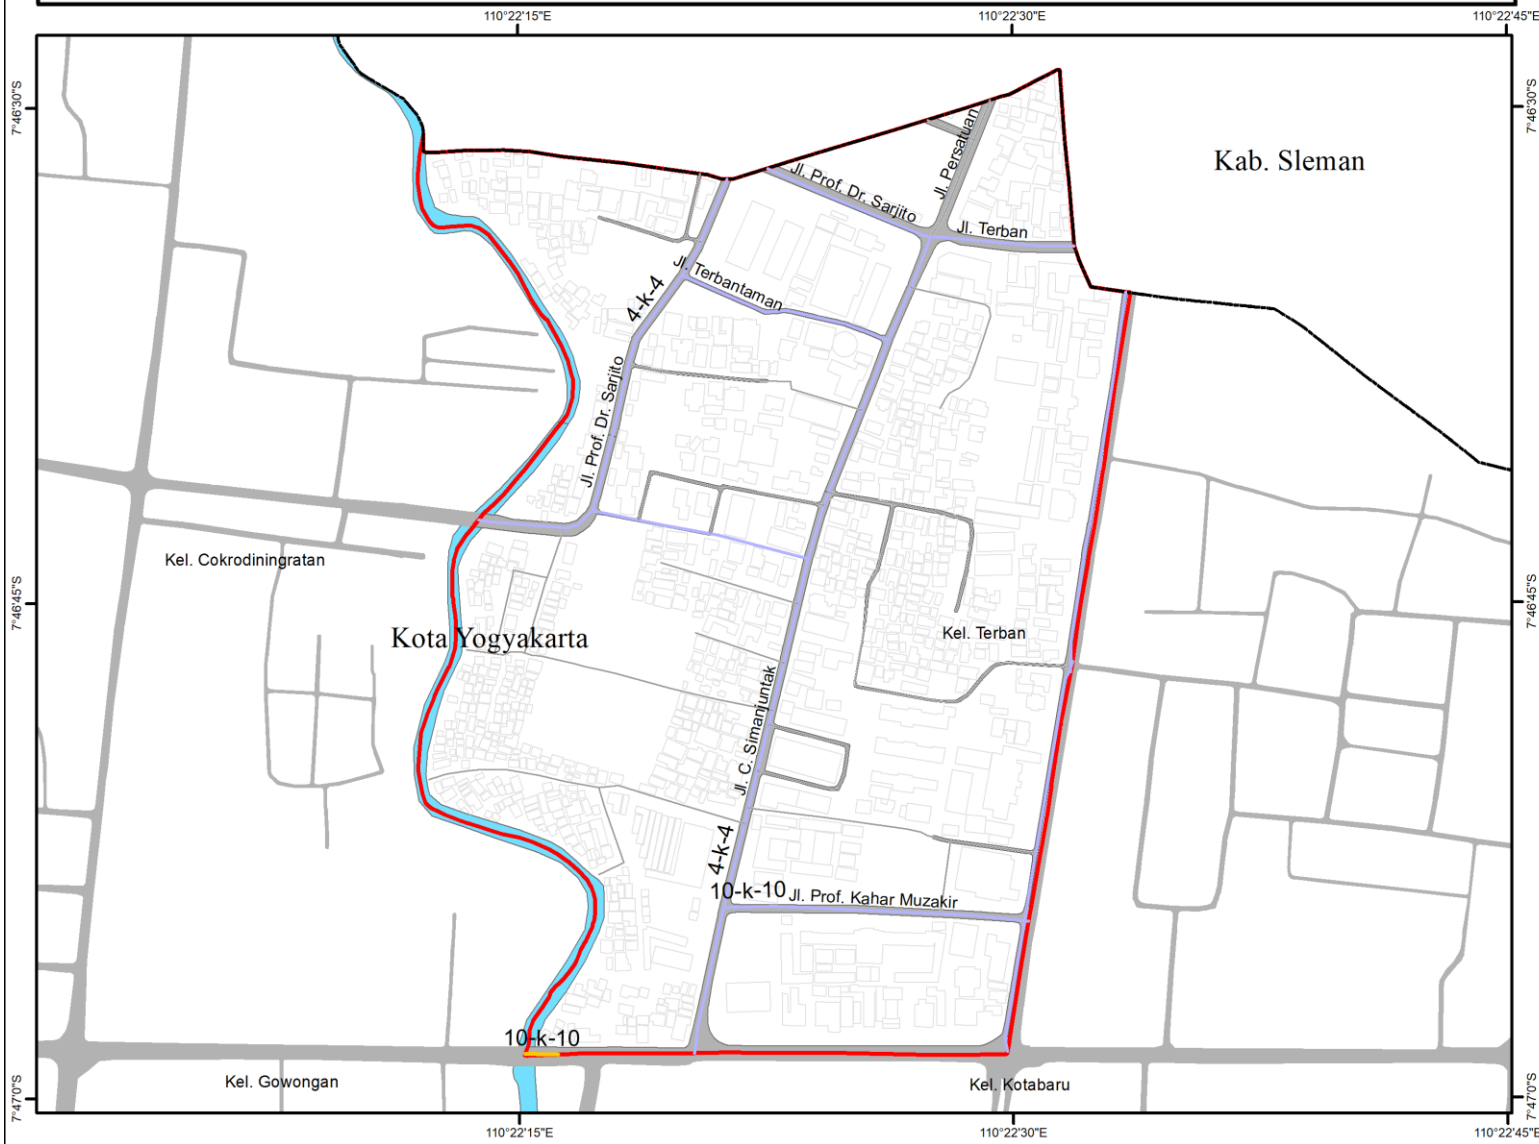 110°22'15"E
110°22'30"E
110°22'45"E
7°46'30"S
7°46'30"S
Kab. Sleman
Jl. Persatuan
Jl. Prof. Dr. Sarjito
Jl. Terban
Jl. Terbantaman
4-k-4
Jl. Prof. Dr. Sarjito
Kel. Cokrodiningratan
7°46'45"S
7°46'45"S
Kota Yogyakarta
Kel. Terban
Jl. C. Simanjuntak
4-k-4
10-k-10
Jl. Prof. Kahar Muzakir
10-k-10
Kel. Gowongan
Kel. Kotabaru
7°47'0"S
7°47'0"S
110°22'15"E
110°22'30"E
110°22'45"E